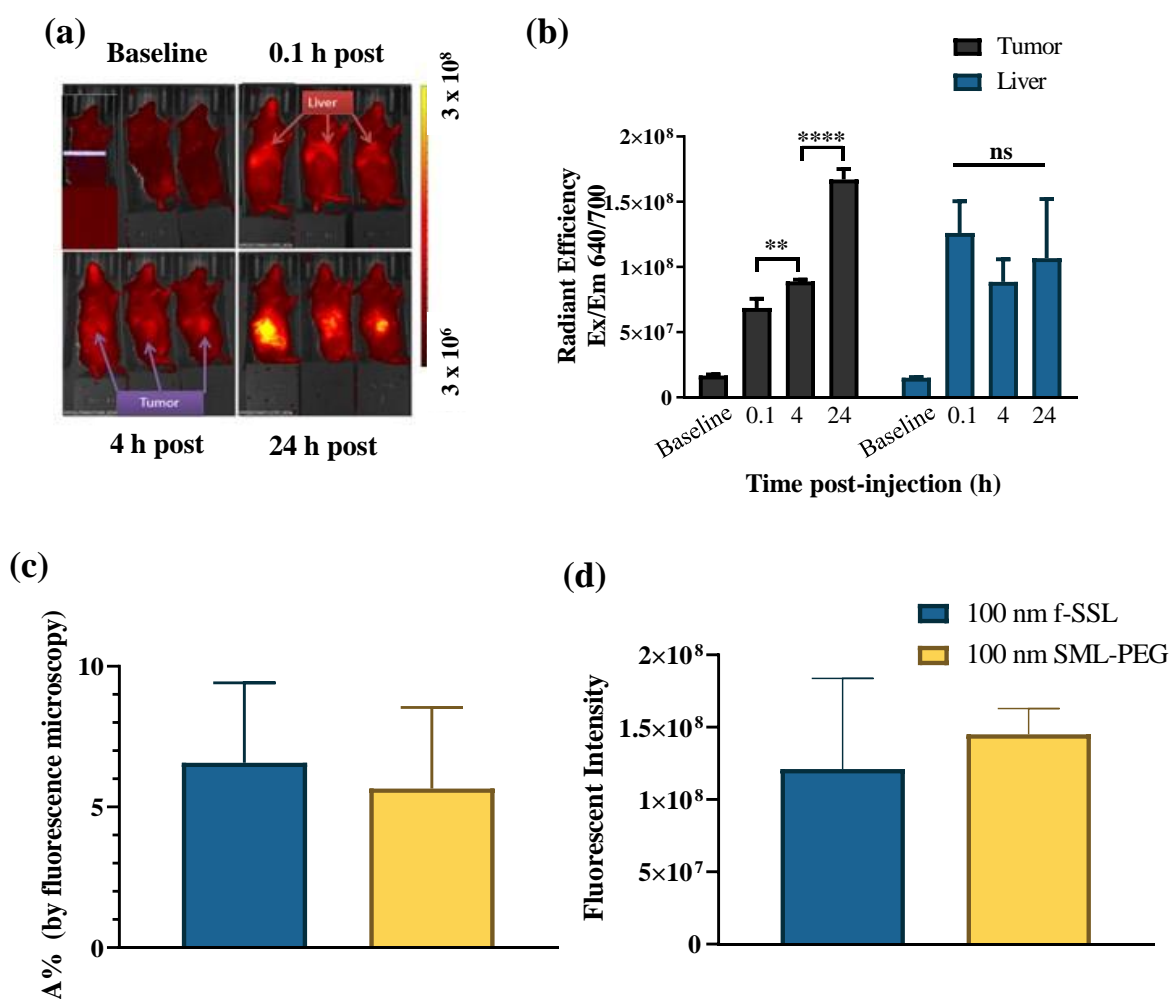 (a)
Baseline
0.1 h post
Liver
3 x 10⁸
3 x 10⁶
Tumor
4 h post
24 h post
(b)
Tumor
Liver
Radiant Efficiency
Ex/Em 640/700
2×10⁸
1.5×10⁸
1×10⁸
5×10⁷
0
**
****
ns
Baseline 0.1 4 24 Baseline 0.1 4 24
Time post-injection (h)
(c)
A% (by fluorescence microscopy)
10
5
0
(d)
100 nm f-SSL
100 nm SML-PEG
Fluorescent Intensity
2×10⁸
1.5×10⁸
1×10⁸
5×10⁷
0